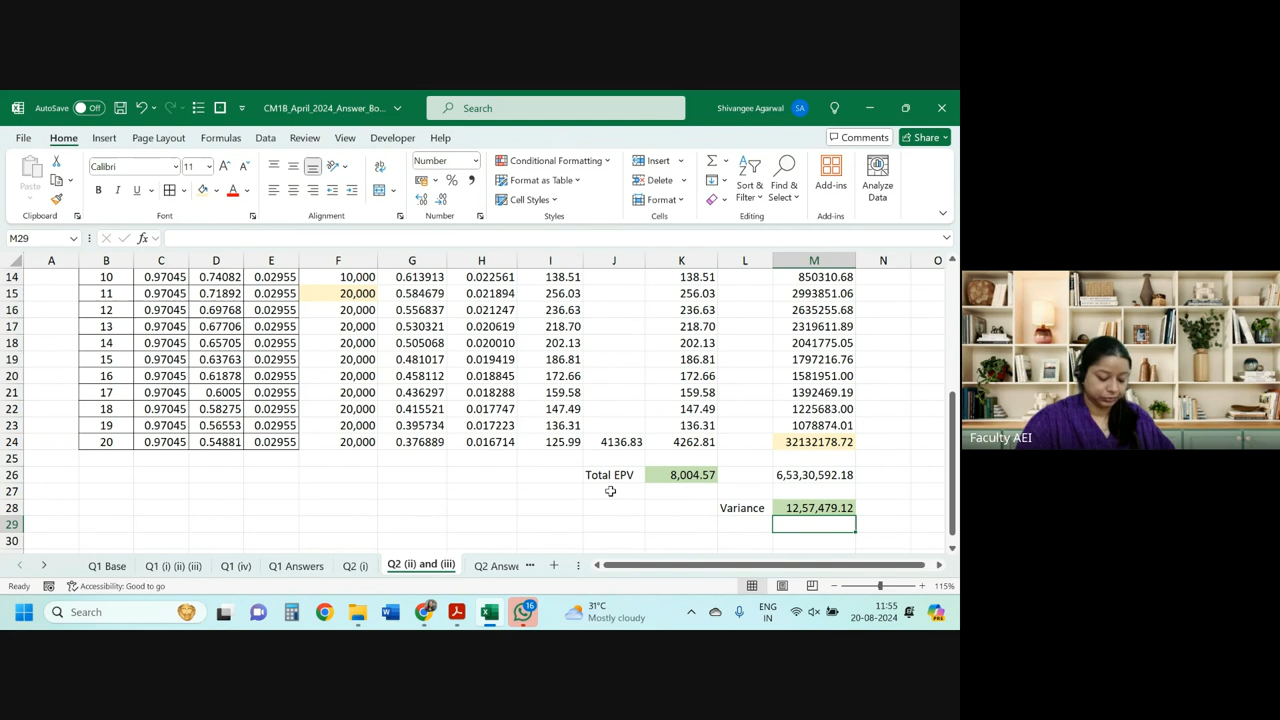 AutoSave Off CM1B_April_2024_Answer_Bo... Search Shivangee Agarwal SA
File Home Insert Page Layout Formulas Data Review View Developer Help Comments Share
Paste Calibri 11 Number Conditional Formatting Insert Add-ins Analyze Data
B I U Format as Table Delete Sort & Filter Find & Select
Cell Styles Format
Clipboard Font Alignment Number Styles Cells Editing Add-ins
M29 fx
A B C D E F G H I J K L M N O
14 10 0.97045 0.74082 0.02955 10,000 0.613913 0.022561 138.51 138.51 850310.68
15 11 0.97045 0.71892 0.02955 20,000 0.584679 0.021894 256.03 256.03 2993851.06
16 12 0.97045 0.69768 0.02955 20,000 0.556837 0.021247 236.63 236.63 2635255.68
17 13 0.97045 0.67706 0.02955 20,000 0.530321 0.020619 218.70 218.70 2319611.89
18 14 0.97045 0.65705 0.02955 20,000 0.505068 0.020010 202.13 202.13 2041775.05
19 15 0.97045 0.63763 0.02955 20,000 0.481017 0.019419 186.81 186.81 1797216.76
20 16 0.97045 0.61878 0.02955 20,000 0.458112 0.018845 172.66 172.66 1581951.00
21 17 0.97045 0.6005 0.02955 20,000 0.436297 0.018288 159.58 159.58 1392469.19
22 18 0.97045 0.58275 0.02955 20,000 0.415521 0.017747 147.49 147.49 1225683.00
23 19 0.97045 0.56553 0.02955 20,000 0.395734 0.017223 136.31 136.31 1078874.01
24 20 0.97045 0.54881 0.02955 20,000 0.376889 0.016714 125.99 4136.83 4262.81 32132178.72
25
26 Total EPV 8,004.57 6,53,30,592.18
27
28 Variance 12,57,479.12
29
30
Q1 Base Q1 (i) (ii) (iii) Q1 (iv) Q1 Answers Q2 (i) Q2 (ii) and (iii) Q2 Answe ...
Ready Accessibility: Good to go 115%
Search 16 31°C Mostly cloudy ENG IN 11:55 20-08-2024
Faculty AEI